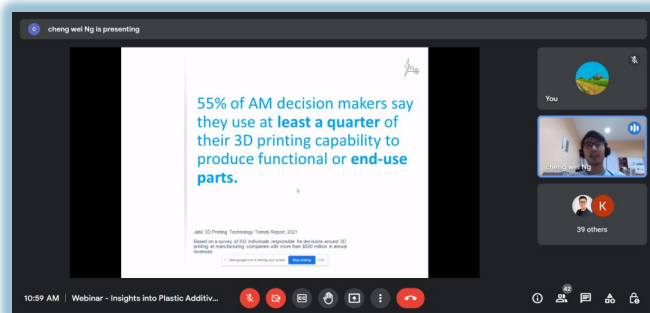 c
cheng wei Ng is presenting
55% of AM decision makers say
they use at least a quarter of
their 3D printing capability to
produce functional or end-use
parts.
Jabil 3D Printing Technology Trends Report, 2021
Based on a survey of 302 individuals responsible for decisions around 3D
printing at manufacturing companies with more than $500 million in annual
revenues.
meet.google.com is sharing your screen. Stop sharing Hide
You
cheng wei Ng
K
39 others
10:59 AM | Webinar - Insights into Plastic Additiv...
42